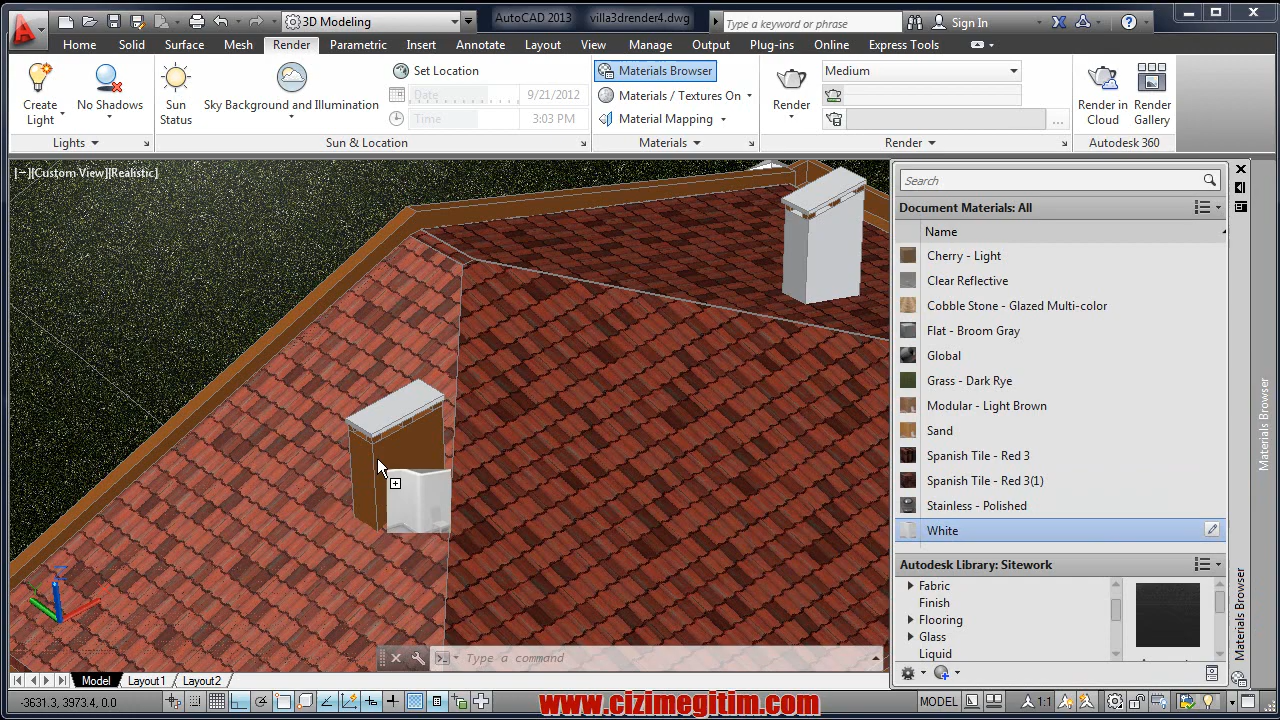 3D Modeling
AutoCAD 2013 villa3drender4.dwg
Type a keyword or phrase
Sign In
Home Solid Surface Mesh Render Parametric Insert Annotate Layout View Manage Output Plug-ins Online Express Tools
Create Light
No Shadows
Sun Status
Sky Background and Illumination
Set Location
Date 9/21/2012
Time 3:03 PM
Materials Browser
Materials / Textures On
Material Mapping
Render
Medium
Render in Cloud
Render Gallery
Lights
Sun & Location
Materials
Render
Autodesk 360
[−][Custom View][Realistic]
Search
Document Materials: All
Name
Cherry - Light
Clear Reflective
Cobble Stone - Glazed Multi-color
Flat - Broom Gray
Global
Grass - Dark Rye
Modular - Light Brown
Sand
Spanish Tile - Red 3
Spanish Tile - Red 3(1)
Stainless - Polished
White
Autodesk Library: Sitework
Fabric
Finish
Flooring
Glass
Liquid
Materials Browser
Materials Browser
Type a command
Model Layout1 Layout2
-3631.3, 3973.4, 0.0
MODEL
1:1
www.cizimegitim.com